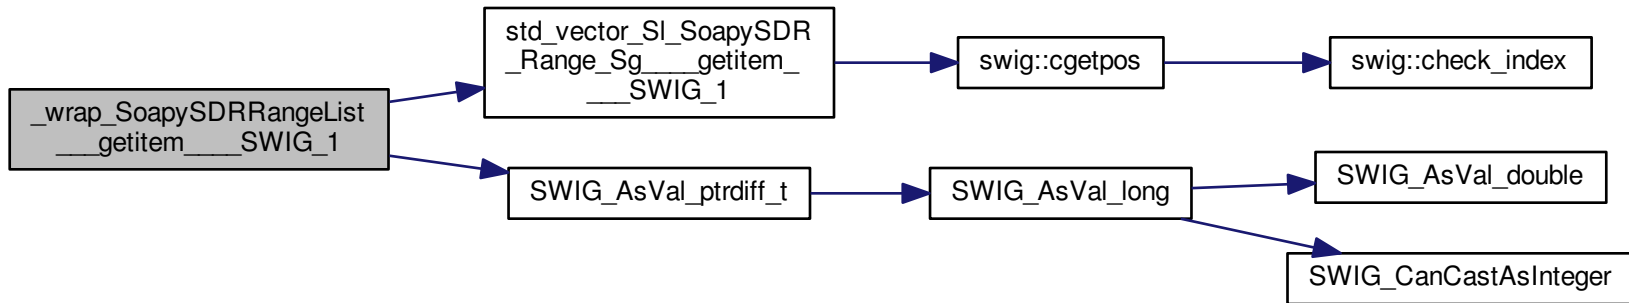 _wrap_SoapySDRRangeList
___getitem____SWIG_1
std_vector_Sl_SoapySDR
_Range_Sg____getitem_
___SWIG_1
swig::cgetpos
swig::check_index
SWIG_AsVal_ptrdiff_t
SWIG_AsVal_long
SWIG_AsVal_double
SWIG_CanCastAsInteger